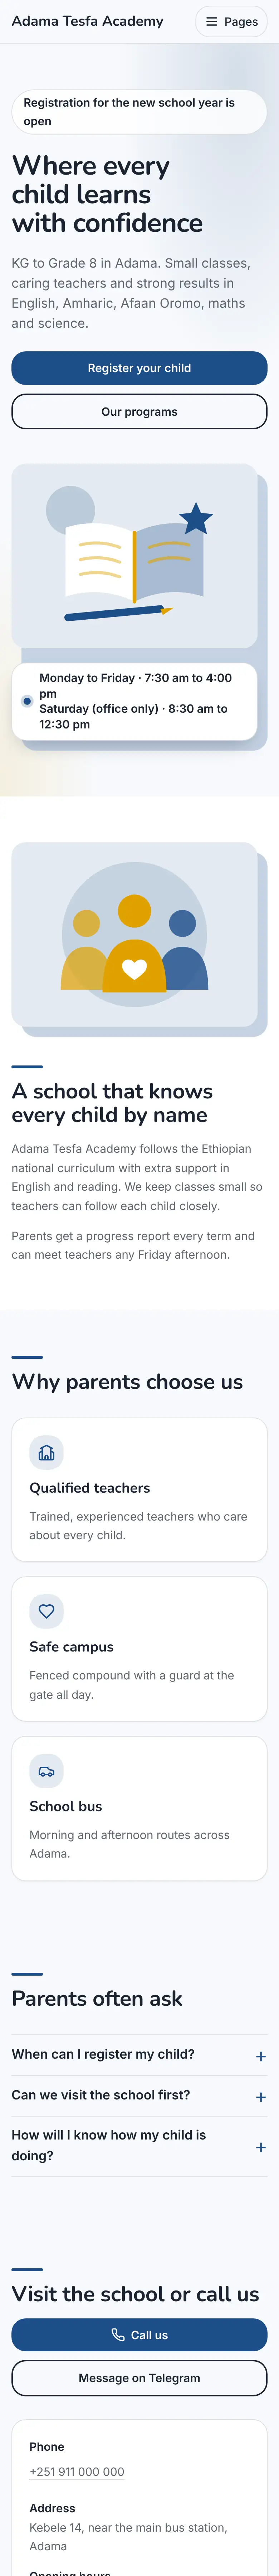 Adama Tesfa Academy
Pages
Registration for the new school year is
open
Where every
child learns
with confidence
KG to Grade 8 in Adama. Small classes,
caring teachers and strong results in
English, Amharic, Afaan Oromo, maths
and science.
Register your child
Our programs
Monday to Friday · 7:30 am to 4:00
pm
Saturday (office only) · 8:30 am to
12:30 pm
A school that knows
every child by name
Adama Tesfa Academy follows the Ethiopian
national curriculum with extra support in
English and reading. We keep classes small so
teachers can follow each child closely.
Parents get a progress report every term and
can meet teachers any Friday afternoon.
Why parents choose us
Qualified teachers
Trained, experienced teachers who care
about every child.
Safe campus
Fenced compound with a guard at the
gate all day.
School bus
Morning and afternoon routes across
Adama.
Parents often ask
When can I register my child?
Can we visit the school first?
How will I know how my child is
doing?
Visit the school or call us
Call us
Message on Telegram
Phone
+251 911 000 000
Address
Kebele 14, near the main bus station,
Adama